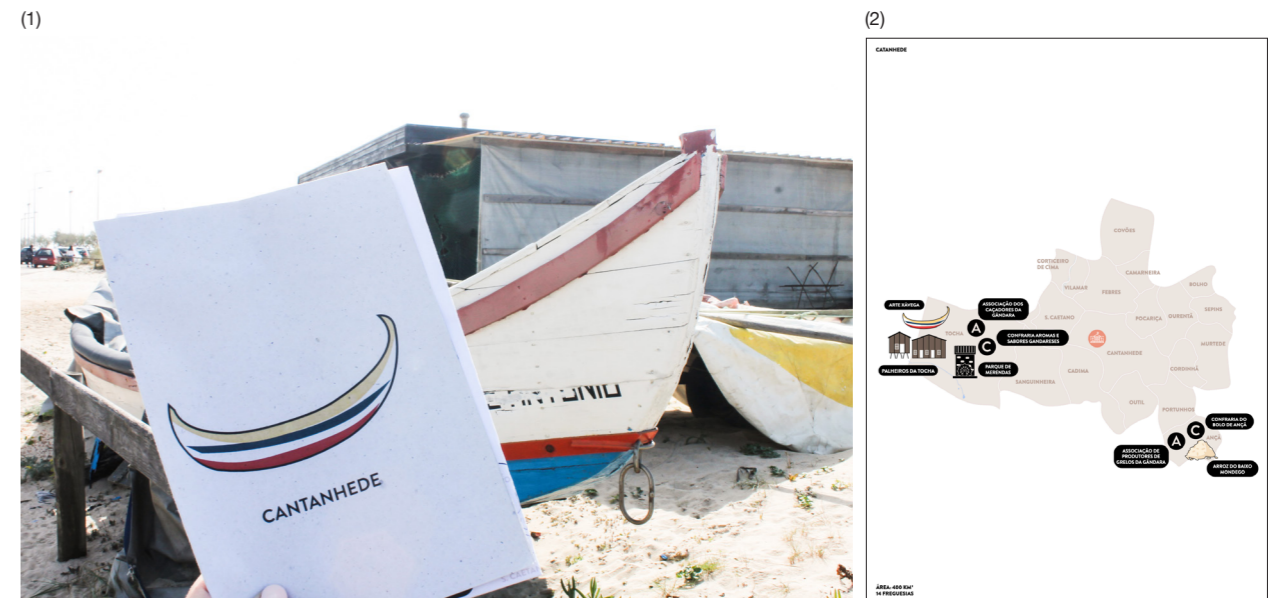 (1)
(2)
CANTANHEDE
CATANHEDE
COVÕES
CORTICEIRO
DE CIMA
CAMARNEIRA
VILAMAR
FEBRES
BOLHO
SEPINS
ARTE XÁVEGA
ASSOCIAÇÃO DOS
CAÇADORES DA
GÂNDARA
A
S. CAETANO
POCARIÇA
OURENTÃ
TOCHA
C
CONFRARIA AROMAS E
SABORES GANDARESES
CANTANHEDE
MURTEDE
PALHEIROS DA TOCHA
PARQUE DE
MERENDAS
CADIMA
CORDINHÃ
SANGUINHEIRA
OUTIL
PORTUNHOS
CONFRARIA DO
BOLO DE ANÇÃ
C
A
ANÇÃ
ASSOCIAÇÃO DE
PRODUTORES DE
GRELOS DA GÂNDARA
ARROZ DO BAIXO
MONDEGO
ÁREA: 400 KM²
14 FREGUESIAS